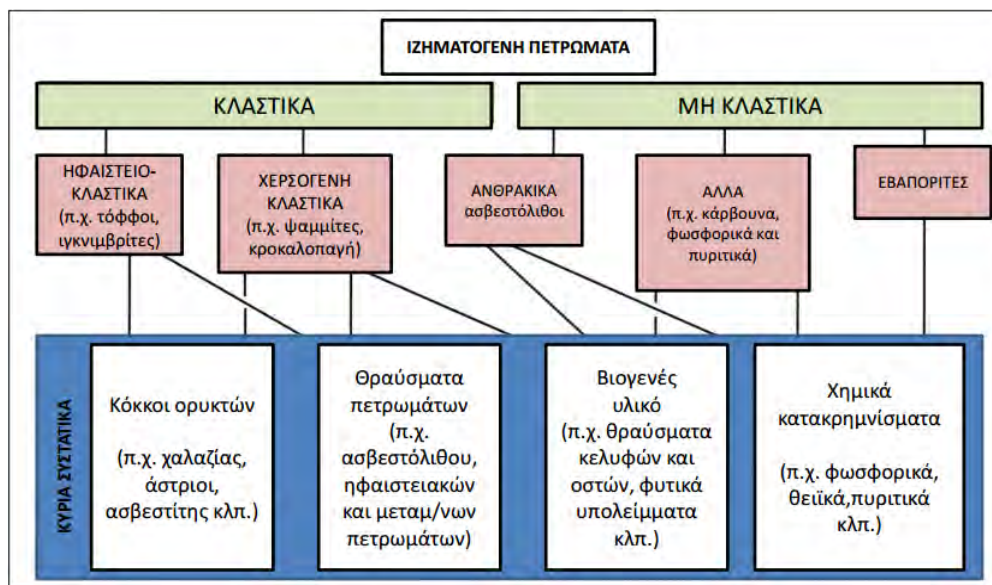 ΙΖΗΜΑΤΟΓΕΝΗ ΠΕΤΡΩΜΑΤΑ
ΚΛΑΣΤΙΚΑ
ΜΗ ΚΛΑΣΤΙΚΑ
ΗΦΑΙΣΤΕΙΟ-
ΚΛΑΣΤΙΚΑ
(π.χ. τόφφοι,
ιγκνιμβρίτες)
ΧΕΡΣΟΓΕΝΗ
ΚΛΑΣΤΙΚΑ
(π.χ. ψαμμίτες,
κροκαλοπαγή)
ΑΝΘΡΑΚΙΚΑ
ασβεστόλιθοι
ΑΛΛΑ
(π.χ. κάρβουνα,
φωσφορικά και
πυριτικά)
ΕΒΑΠΟΡΙΤΕΣ
ΚΥΡΙΑ ΣΥΣΤΑΤΙΚΑ
Κόκκοι ορυκτών
(π.χ. χαλαζίας,
άστριοι,
ασβεστίτης κλπ.)
Θραύσματα
πετρωμάτων
(π.χ.
ασβεστόλιθου,
ηφαιστειακών
και μεταμ/νων
πετρωμάτων)
Βιογενές
υλικό
(π.χ. θραύσματα
κελυφών και
οστών, φυτικά
υπολείμματα
κλπ.)
Χημικά
κατακρημνίσματα
(π.χ. φωσφορικά,
θειϊκά,πυριτικά
κλπ.)